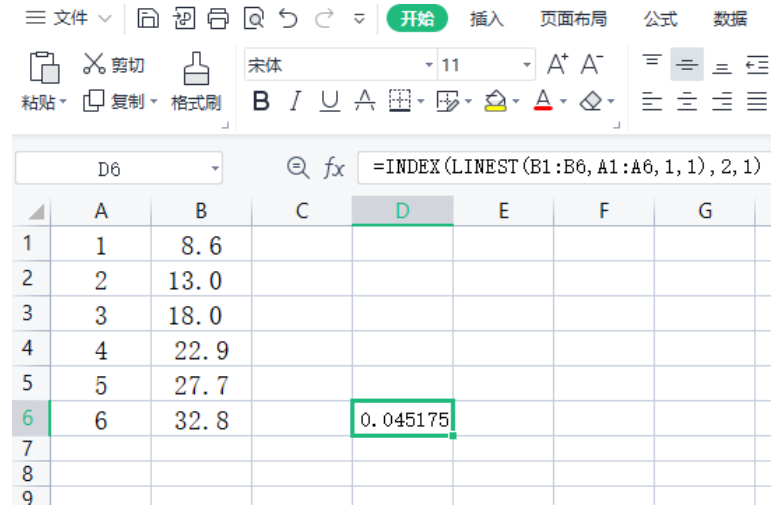 文件 开始 插入 页面布局 公式 数据
剪切 宋体 11 A⁺ A⁻
粘贴 复制 格式刷 B I U A A
D6 fx =INDEX(LINEST(B1:B6,A1:A6,1,1),2,1)
A B C D E F G
1 1 8.6
2 2 13.0
3 3 18.0
4 4 22.9
5 5 27.7
6 6 32.8 0.045175
7
8
9